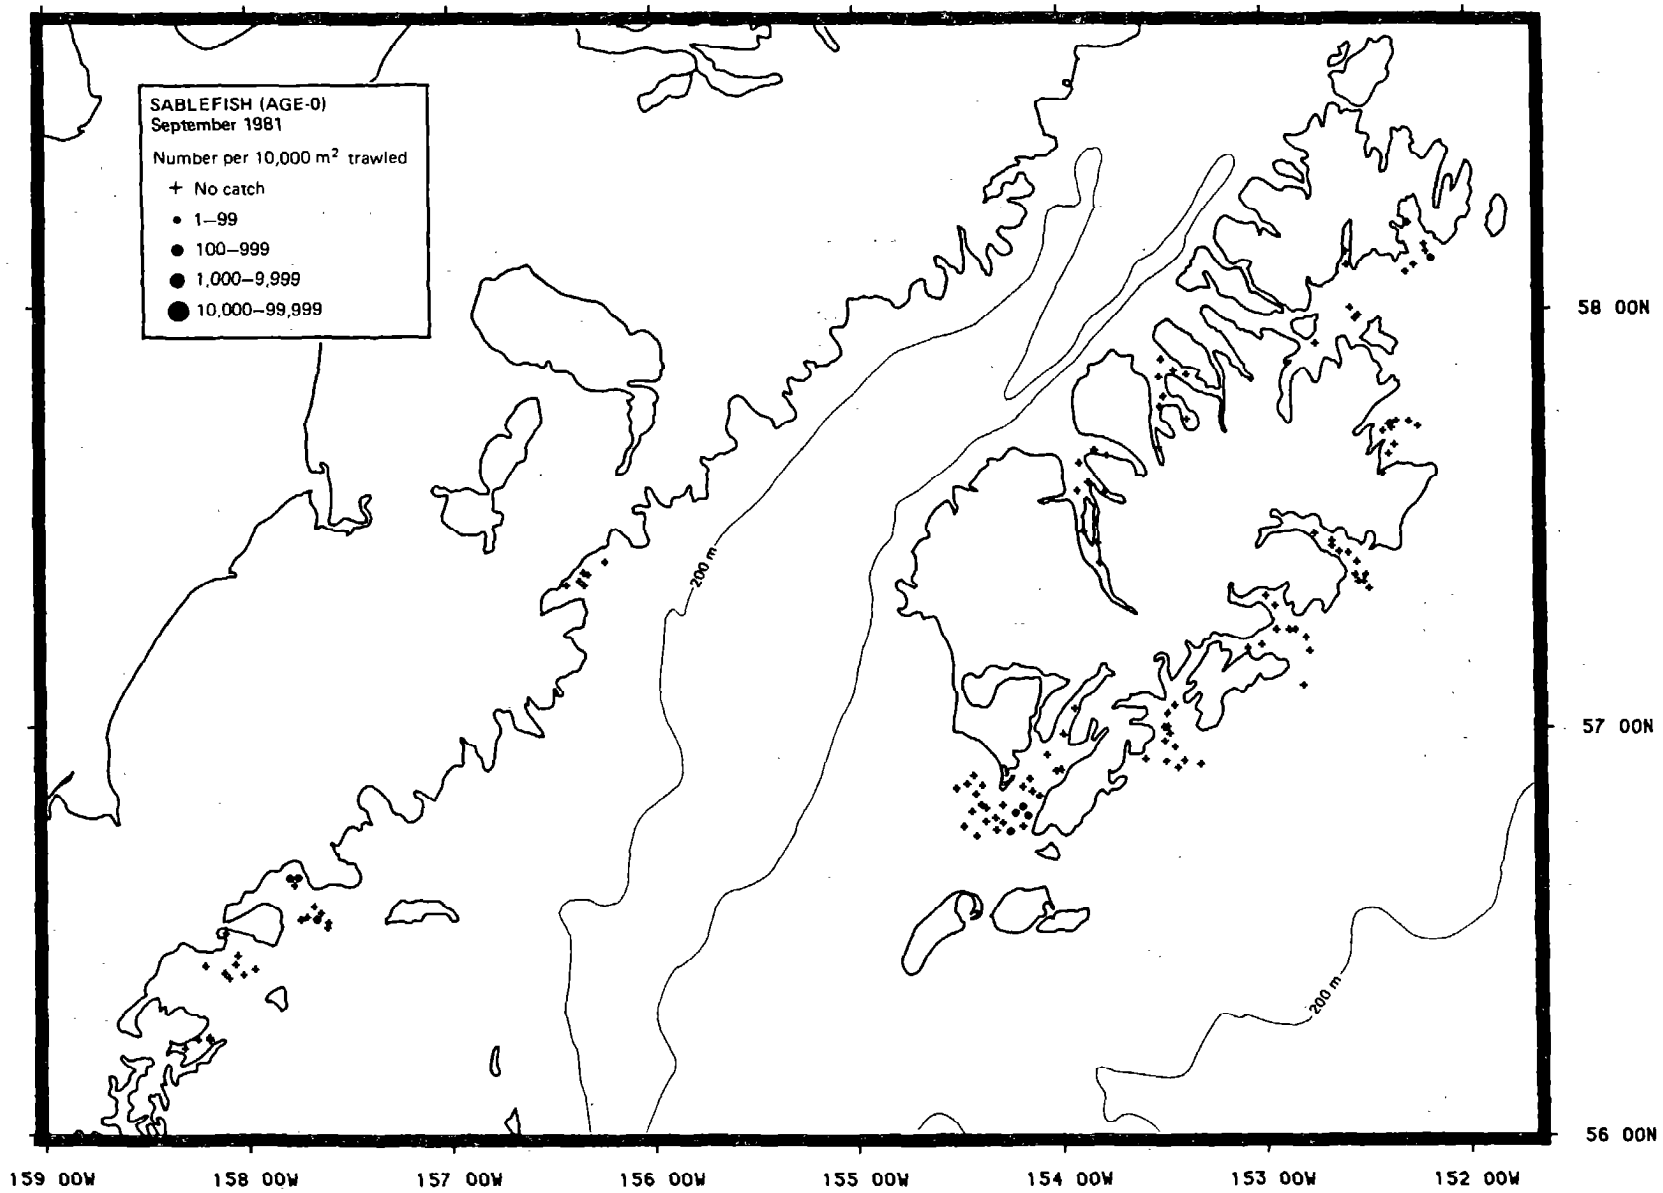 SABLEFISH (AGE-0)
September 1981
Number per 10,000 m² trawled
+ No catch
• 1–99
● 100–999
● 1,000–9,999
● 10,000–99,999
58 00N
200 m
57 00N
200 m
56 00N
159 00W 158 00W 157 00W 156 00W 155 00W 154 00W 153 00W 152 00W